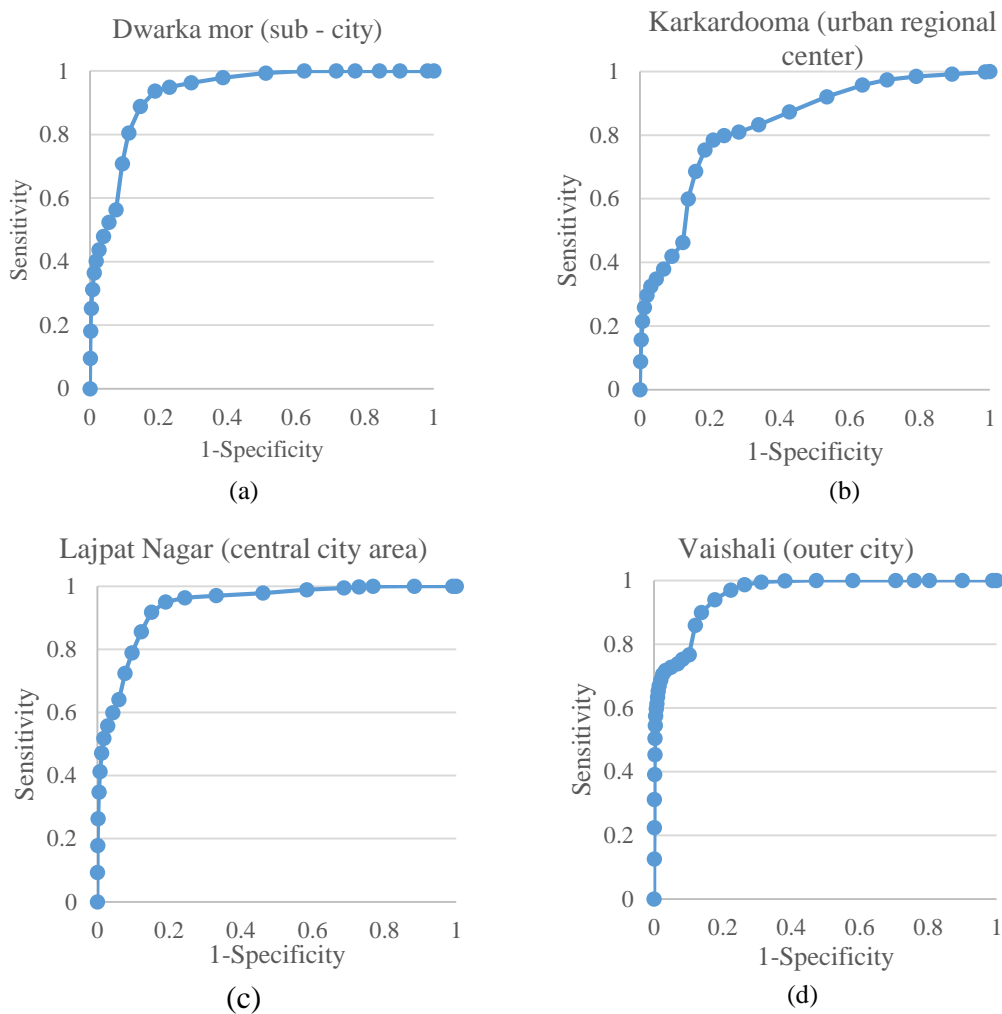 Dwarka mor (sub - city)
1
0.8
0.6
0.4
0.2
0
Sensitivity
0 0.2 0.4 0.6 0.8 1
1-Specificity
(a)
Karkardooma (urban regional
center)
1
0.8
0.6
0.4
0.2
0
Sensitivity
0 0.2 0.4 0.6 0.8 1
1-Specificity
(b)
Lajpat Nagar (central city area)
1
0.8
0.6
0.4
0.2
0
Sensitivity
0 0.2 0.4 0.6 0.8 1
1-Specificity
(c)
Vaishali (outer city)
1
0.8
0.6
0.4
0.2
0
Sensitivity
0 0.2 0.4 0.6 0.8 1
1-Specificity
(d)